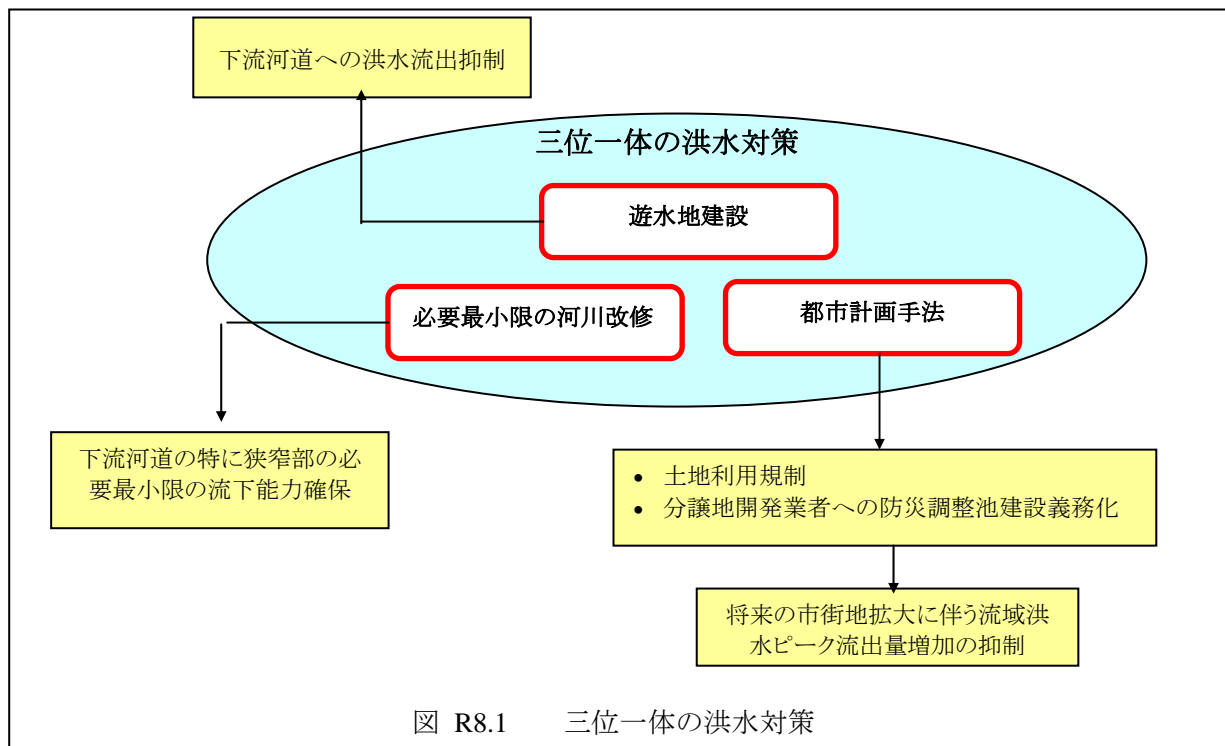 下流河道への洪水流出抑制
三位一体の洪水対策
遊水地建設
必要最小限の河川改修
都市計画手法
下流河道の特に狭窄部の必
要最小限の流下能力確保
• 土地利用規制
• 分譲地開発業者への防災調整池建設義務化
将来の市街地拡大に伴う流域洪
水ピーク流出量増加の抑制
図 R8.1 三位一体の洪水対策